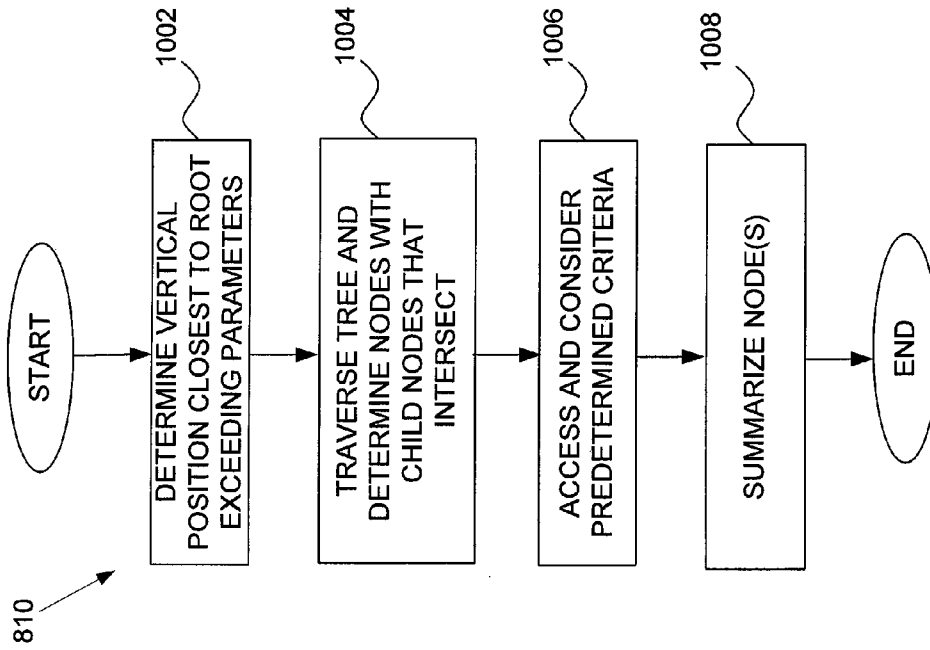 810
START
DETERMINE VERTICAL
POSITION CLOSEST TO ROOT
EXCEEDING PARAMETERS
1002
TRAVERSE TREE AND
DETERMINE NODES WITH
CHILD NODES THAT
INTERSECT
1004
ACCESS AND CONSIDER
PREDETERMINED CRITERIA
1006
SUMMARIZE NODE(S)
1008
END